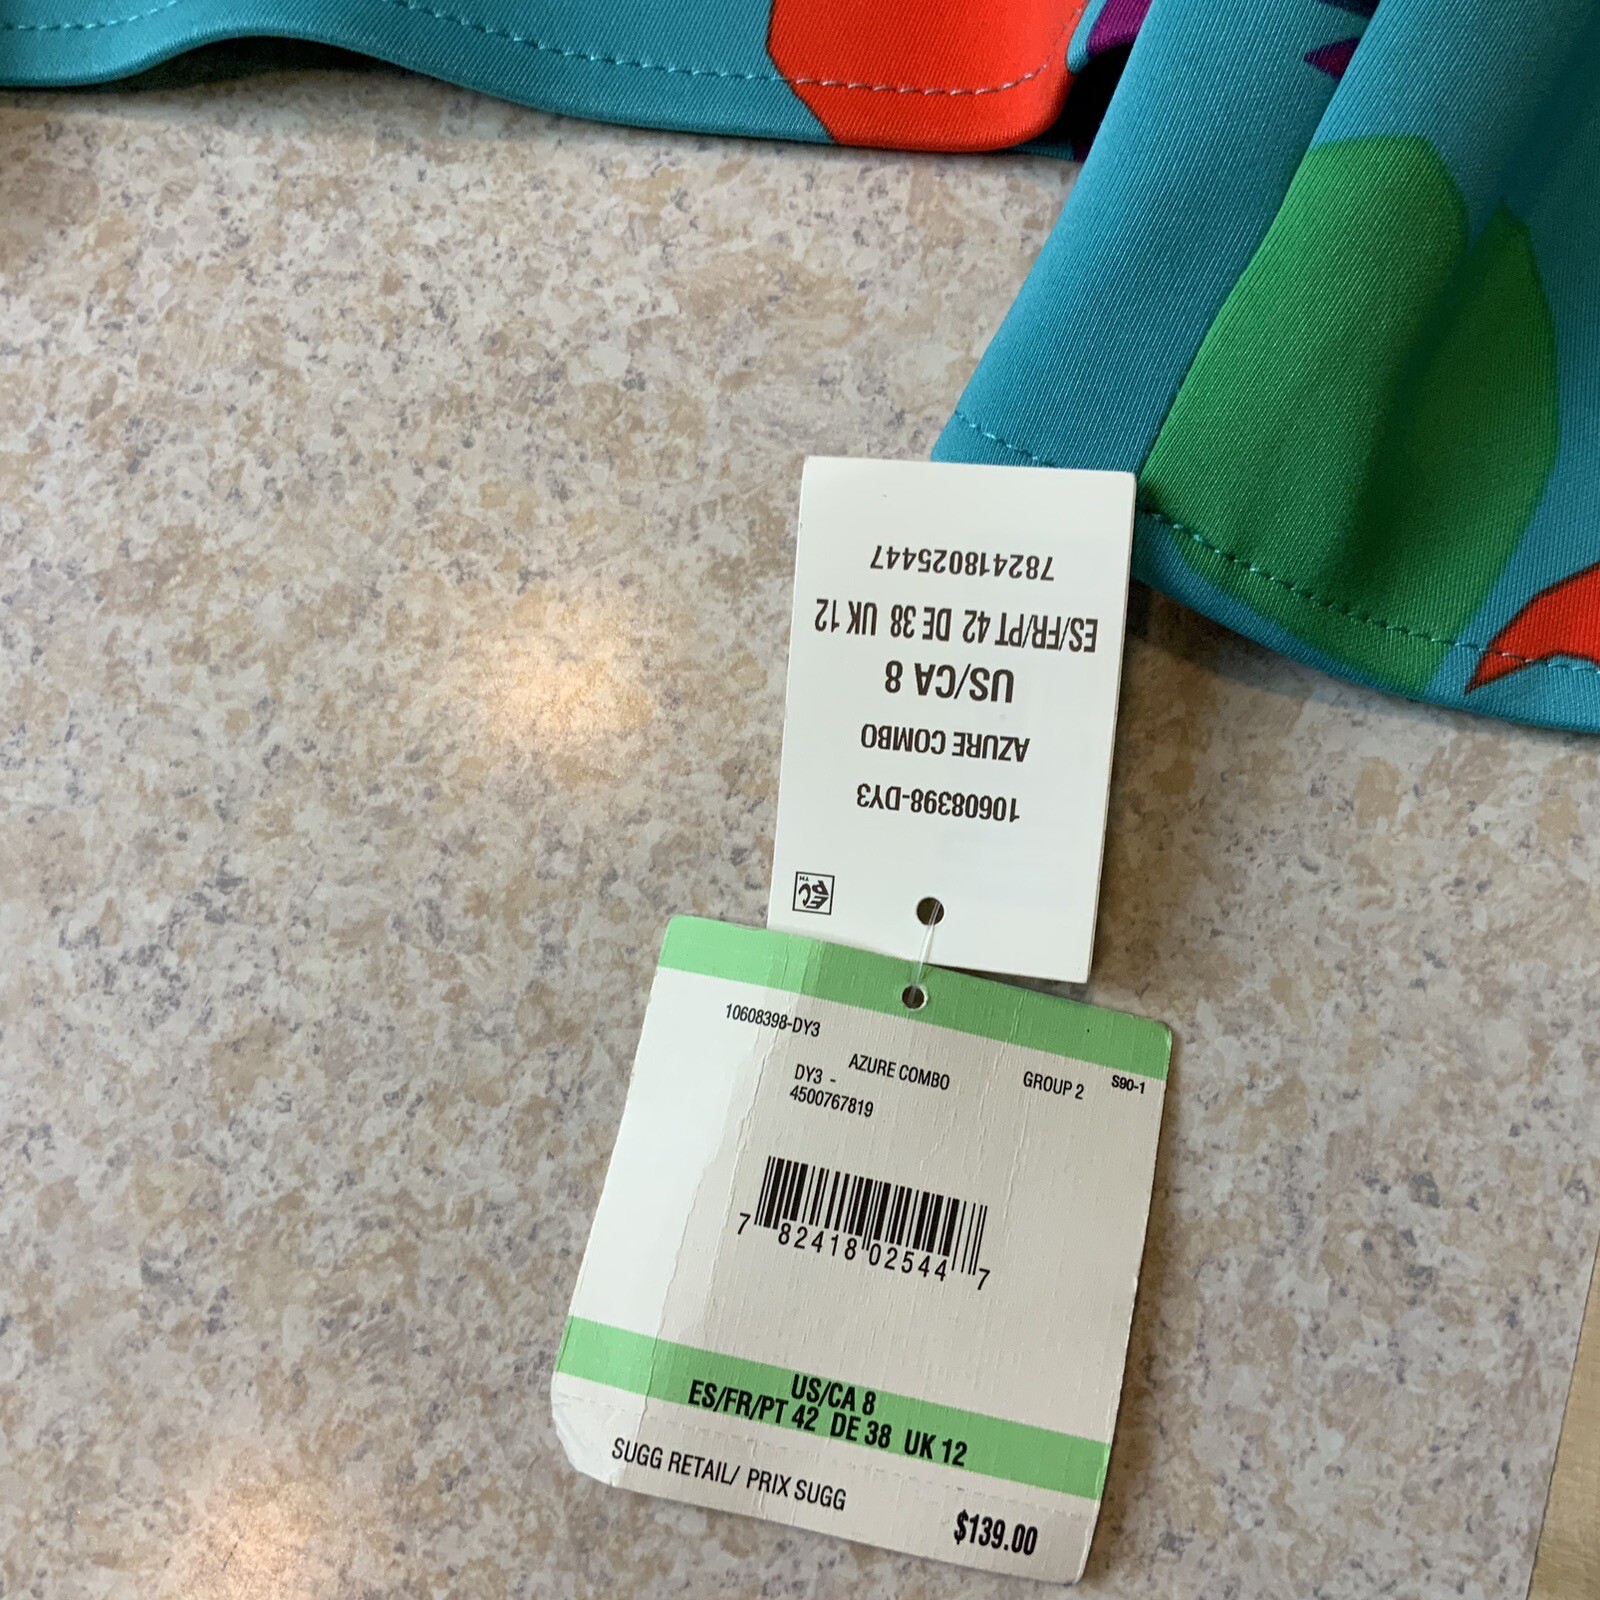 782418025447
ES/FR/PT 42 DE 38 UK 12
US/CA 8
AZURE COMBO
10608398-DY3
EPC™
10608398-DY3
AZURE COMBO
GROUP 2
S90-1
DY3 -
4500767819
7 82418 02544 7
US/CA 8
ES/FR/PT 42 DE 38 UK 12
SUGG RETAIL/ PRIX SUGG
$139.00